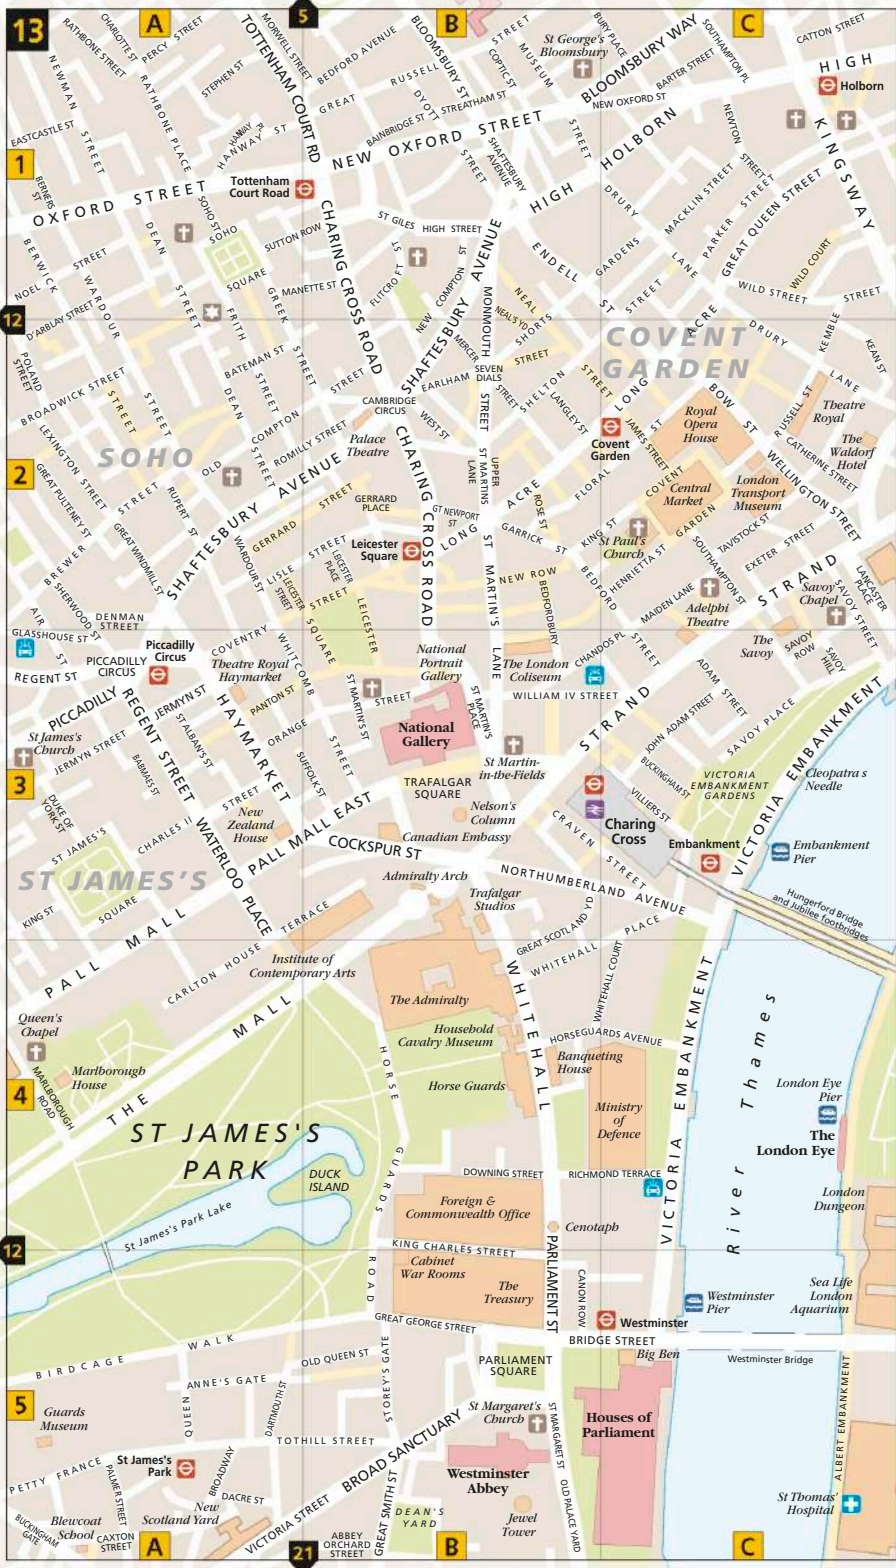 13
A
5
B
C
RATHBONE STREET
CHARLOTTE ST
PERCY STREET
TOTTENHAM COURT RD
MORWELL STREET
BEDFORD AVENUE
BLOOMSBURY ST
STREET
COPTIC ST
MUSEUM
STREET
St George's
Bloomsbury
BURY PLACE
BLOOMSBURY WAY
SOUTHAMPTON PL
CATTON STREET
HIGH
Holborn
NEWMAN
STREET
RATHBONE PLACE
STEPHEN ST
GREAT
RUSSELL
DYOTT
STREET
STREATHAM ST
BAINBRIDGE ST
BARTER STREET
NEW OXFORD ST
EASTCASTLE ST
HANWAY ST
HANWAY P
NEW OXFORD STREET
SHAFTESBURY
AVENUE
HIGH HOLBORN
NEWTON
STREET
KINGSWAY
1
BERNERS
ST
OXFORD STREET
Tottenham
Court Road
MACKLIN STREET
PARKER STREET
GREAT QUEEN STREET
DRURY
LANE
BERWICK
DEAN
STREET
SOHO ST
SOHO
SQUARE
SUTTON ROW
CHARING CROSS ROAD
ST GILES HIGH STREET
FLITCROFT ST
NEW COMPTON ST
SHAFTESBURY AVENUE
ENDELL
ST
GARDENS
STREET
WILD COURT
WILD STREET
NOEL STREET
WARDOUR
MANETTE ST
GREEK
STREET
FRITH
STREET
MONMOUTH
STREET
NEAL
STREET
NEAL'S YD
SHORTS
12
D'ARBLAY STREET
MERCER
STREET
COVENT
GARDEN
LONG ACRE
DRURY
LANE
KEMBLE
STREET
KEAN ST
POLAND
STREET
BATEMAN ST
BROADWICK STREET
STREET
STREET
DEAN
STREET
EARLHAM
STREET
SEVEN
DIALS
SHELTON
LANGLEY ST
CAMBRIDGE
CIRCUS
WEST ST
BOW ST
RUSSELL ST
Theatre
Royal
The
Waldorf
Hotel
LEXINGTON STREET
SOHO
OLD COMPTON STREET
ROMILLY STREET
Palace
Theatre
Royal
Opera
House
Covent
Garden
JAMES STREET
CATHERINE STREET
2
GREAT PULTENEY ST
BREWER STREET
RUPERT ST
SHAFTESBURY AVENUE
GERRARD
PLACE
CHARING CROSS ROAD
UPPER
ST MARTINS
LANE
LONG ACRE
FLORAL
ROSE ST
COVENT
GARDEN
Central
Market
London
Transport
Museum
WELLINGTON STREET
GREAT WINDMILL ST
GERRARD STREET
Leicester
Square
GT NEWPORT
ST
GARRICK ST
KING ST
St Paul's
Church
TAVISTOCK ST
EXETER STREET
SHERWOOD ST
WARDOUR ST
LISLE STREET
LEICESTER
STREET
LEICESTER
PLACE
ST MARTIN'S
LANE
NEW ROW
BEDFORDBURY
BEDFORD
STREET
HENRIETTA ST
SOUTHAMPTON ST
MAIDEN LANE
Adelphi
Theatre
STRAND
Savoy
Chapel
LANCASTER
PLACE
SAVOY STREET
AIR
ST
DENMAN
STREET
STREET
LEICESTER
SQUARE
GLASSHOUSE ST
REGENT ST
PICCADILLY
CIRCUS
Piccadilly
Circus
COVENTRY
WHITCOMB
STREET
Theatre Royal
Haymarket
PANTON ST
National
Portrait
Gallery
The London
Coliseum
CHANDOS PL
WILLIAM IV STREET
The
Savoy
SAVOY
ROW
SAVOY
HILL
ADAM STREET
PICCADILLY
St James's
Church
JERMYN ST
REGENT STREET
HAYMARKET
ORANGE
STREET
ST MARTIN'S ST
National
Gallery
ST MARTIN'S
PLACE
STRAND
JOHN ADAM STREET
SAVOY PLACE
JERMYN STREET
ST ALBAN'S ST
BABMAES ST
SUFFOLK ST
St Martin-
in-the-Fields
BUCKINGHAM ST
VICTORIA
EMBANKMENT
GARDENS
VICTORIA EMBANKMENT
Cleopatra s
Needle
3
DUKE OF
YORK ST
CHARLES II STREET
New
Zealand
House
TRAFALGAR
SQUARE
Nelson's
Column
VILLIERS ST
Charing
Cross
Embankment
Embankment
Pier
ST JAMES'S
SQUARE
PALL MALL EAST
COCKSPUR ST
Canadian Embassy
CRAVEN STREET
ST JAMES'S
WATERLOO PLACE
Admiralty Arch
Trafalgar
Studios
NORTHUMBERLAND AVENUE
Hungerford Bridge
and Jubilee footbridges
KING ST
PALL MALL
CARLTON HOUSE TERRACE
GREAT SCOTLAND YD
WHITEHALL PLACE
Institute of
Contemporary Arts
WHITEHALL
WHITEHALL COURT
The Admiralty
Household
Cavalry Museum
HORSEGUARDS AVENUE
VICTORIA EMBANKMENT
River Thames
Queen's
Chapel
THE MALL
Marlborough
House
MARLBOROUGH
ROAD
HORSE
GUARDS
ROAD
Horse Guards
Banqueting
House
Ministry
of
Defence
London Eye
Pier
The
London Eye
4
ST JAMES'S
PARK
DUCK
ISLAND
DOWNING STREET
RICHMOND TERRACE
London
Dungeon
St James's Park Lake
Foreign &
Commonwealth Office
Cenotaph
12
KING CHARLES STREET
Cabinet
War Rooms
The
Treasury
PARLIAMENT ST
CANON ROW
Westminster
Westminster
Pier
Sea Life
London
Aquarium
GREAT GEORGE STREET
BRIDGE STREET
Big Ben
Westminster Bridge
BIRDCAGE WALK
OLD QUEEN ST
STOREY'S GATE
PARLIAMENT
SQUARE
QUEEN ANNE'S GATE
DARTMOUTH ST
5
Guards
Museum
St Margaret's
Church
ST MARGARET ST
Houses of
Parliament
ALBERT EMBANKMENT
TOTHILL STREET
BROAD SANCTUARY
PETTY FRANCE
St James's
Park
BROADWAY
Westminster
Abbey
OLD PALACE YARD
PALMER STREET
DACRE ST
New
Scotland Yard
VICTORIA STREET
GREAT SMITH ST
DEAN'S
YARD
Jewel
Tower
St Thomas'
Hospital
BUCKINGHAM
GATE
Blewcoat
School
CAXTON
STREET
ABBEY
ORCHARD
STREET
A
21
B
C